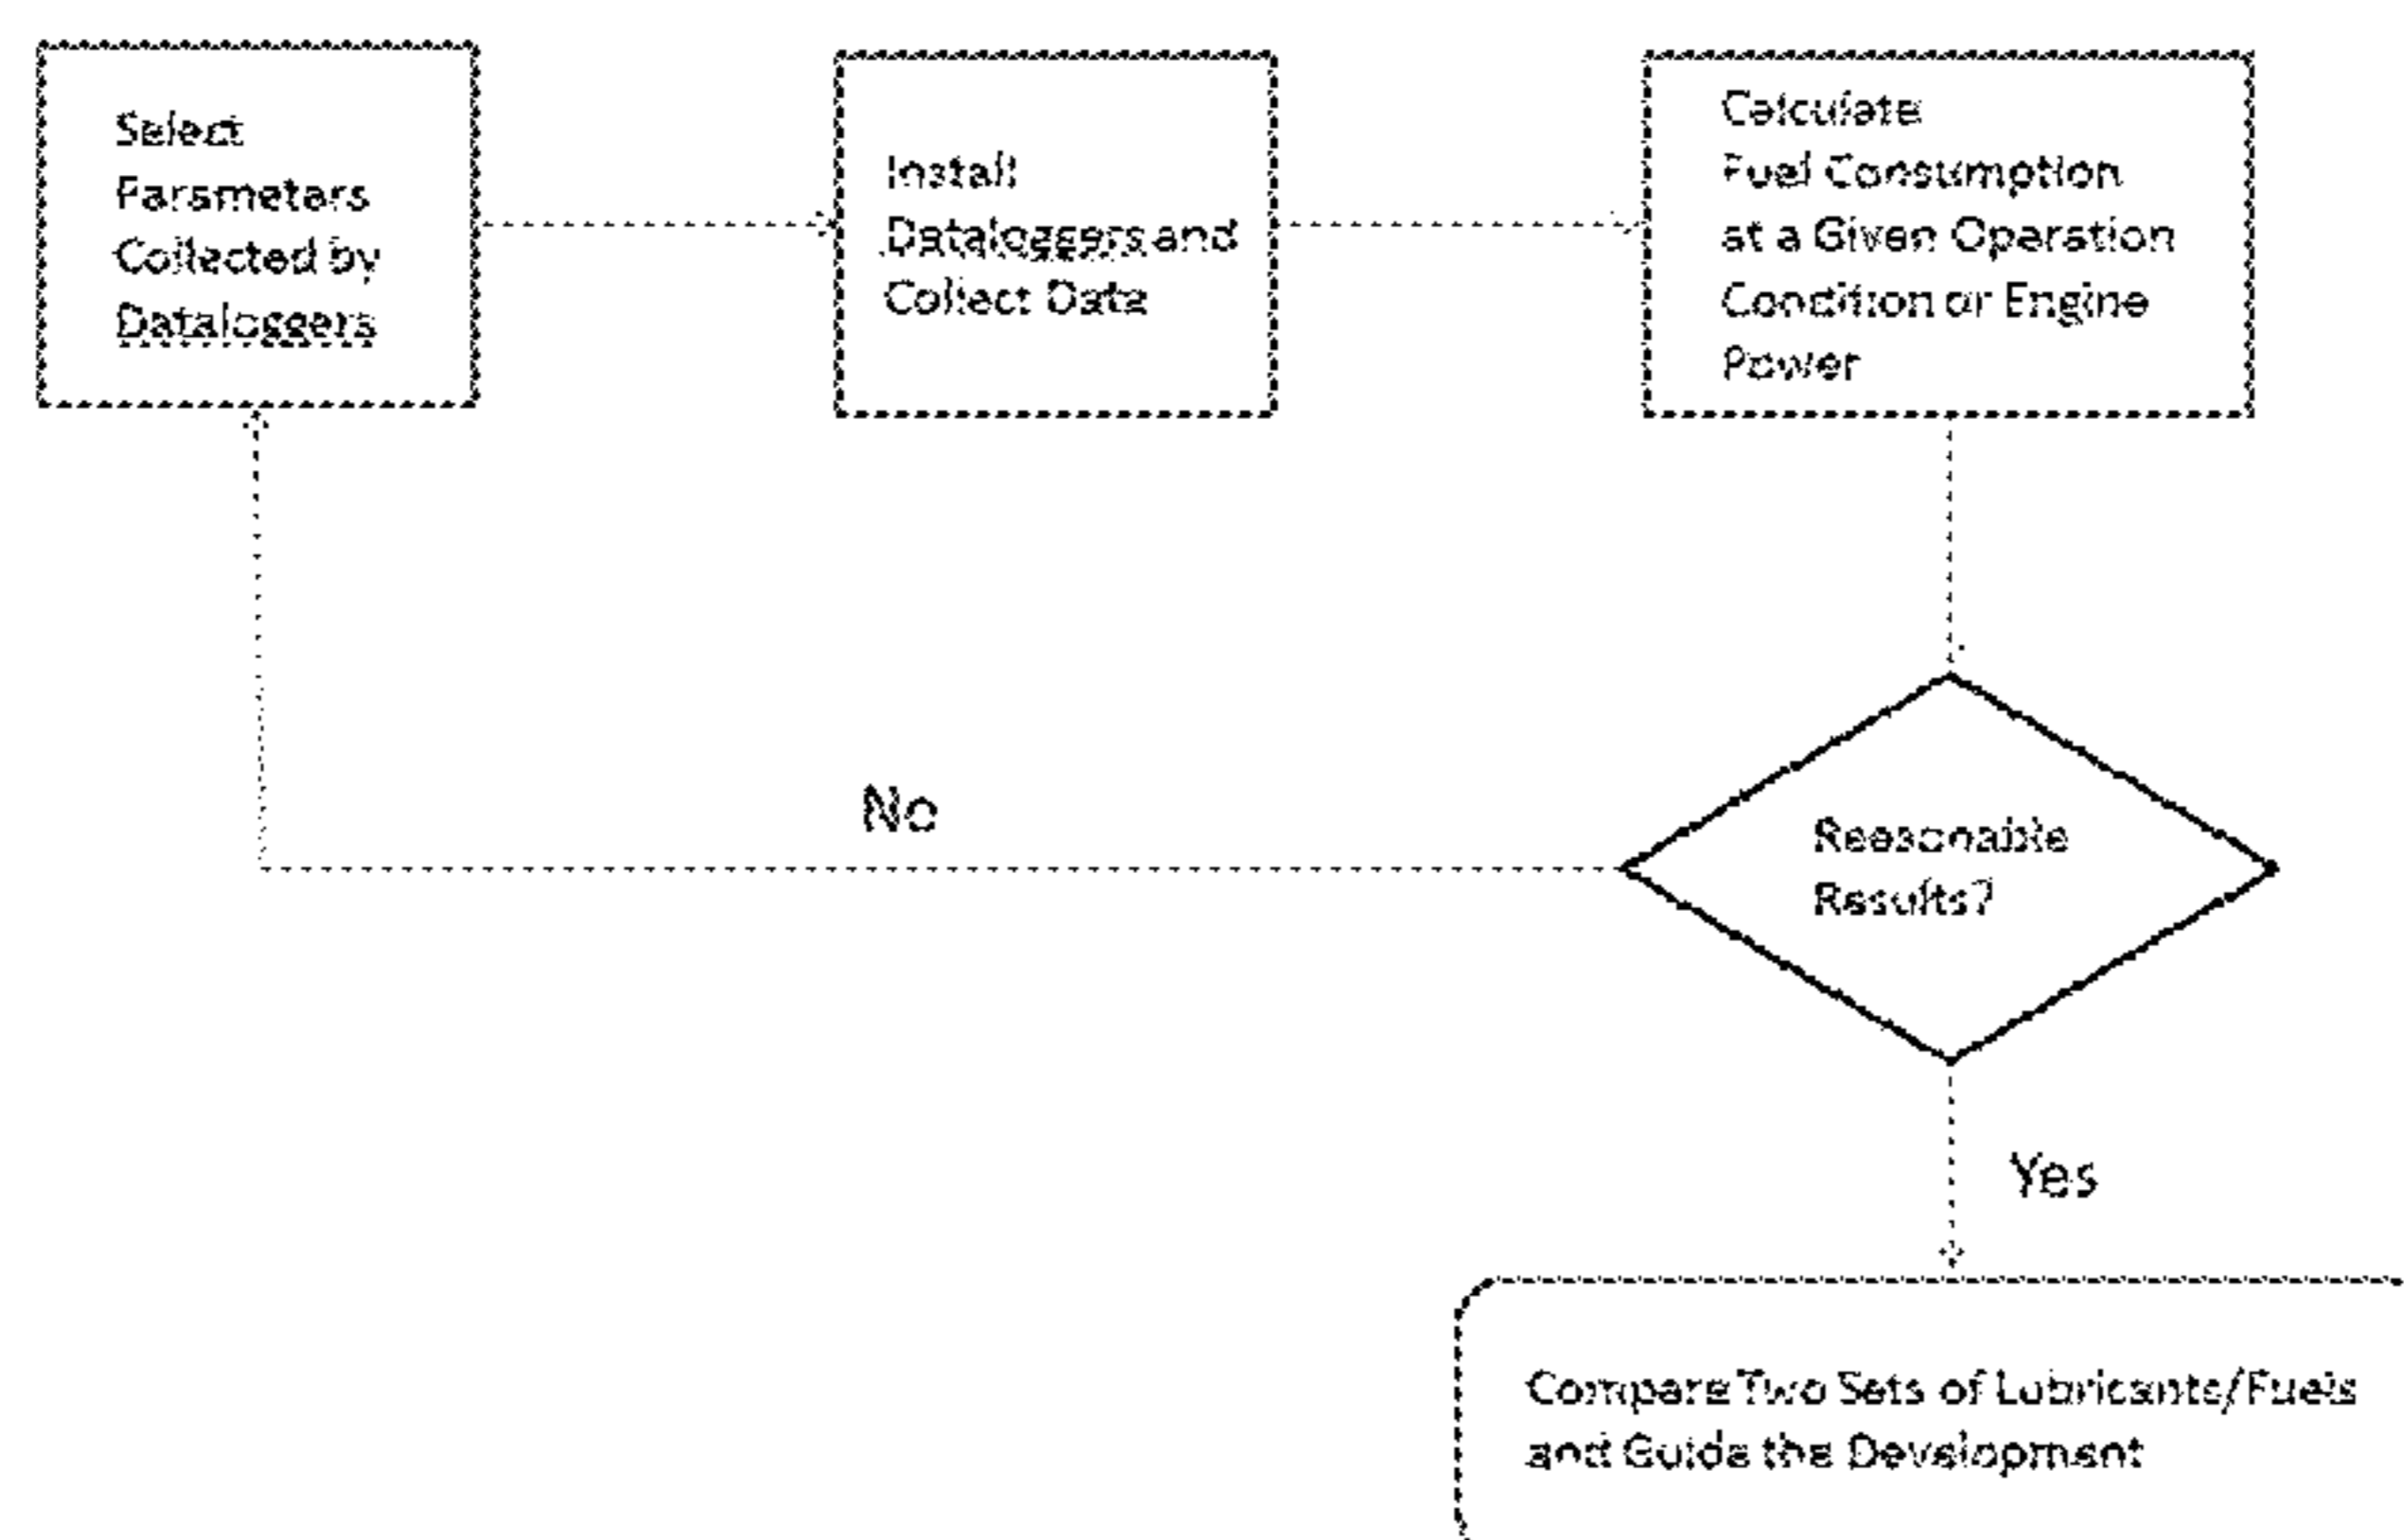 Select
Parameters
Collected by
Dataloggers
Install
Dataloggers and
Collect Data
Calculate
Fuel Consumption
at a Given Operation
Condition or Engine
Power
No
Reasonable
Results?
Yes
Compare Two Sets of Lubricants/Fuels
and Guide the Development